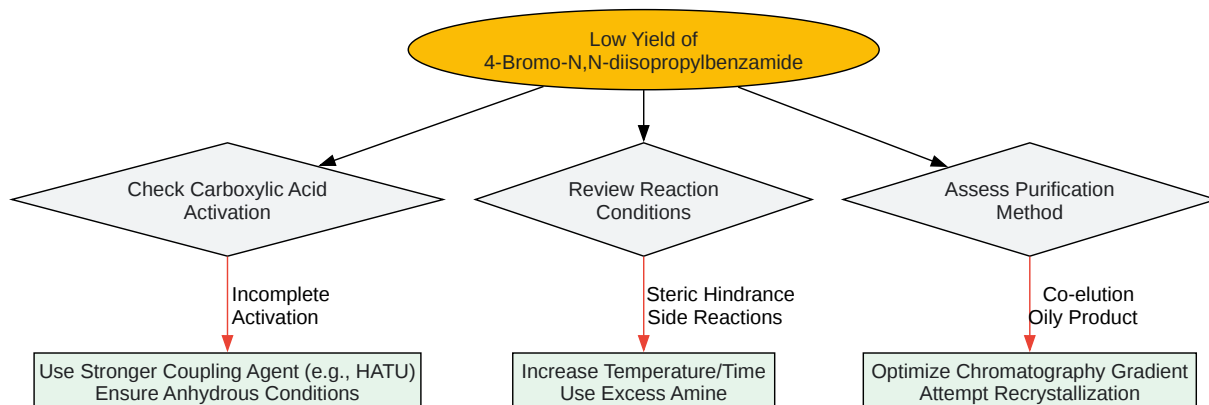 Low Yield of
4-Bromo-N,N-diisopropylbenzamide
Check Carboxylic Acid
Activation
Review Reaction
Conditions
Assess Purification
Method
Incomplete
Activation
Steric Hindrance
Side Reactions
Co-elution
Oily Product
Use Stronger Coupling Agent (e.g., HATU)
Ensure Anhydrous Conditions
Increase Temperature/Time
Use Excess Amine
Optimize Chromatography Gradient
Attempt Recrystallization